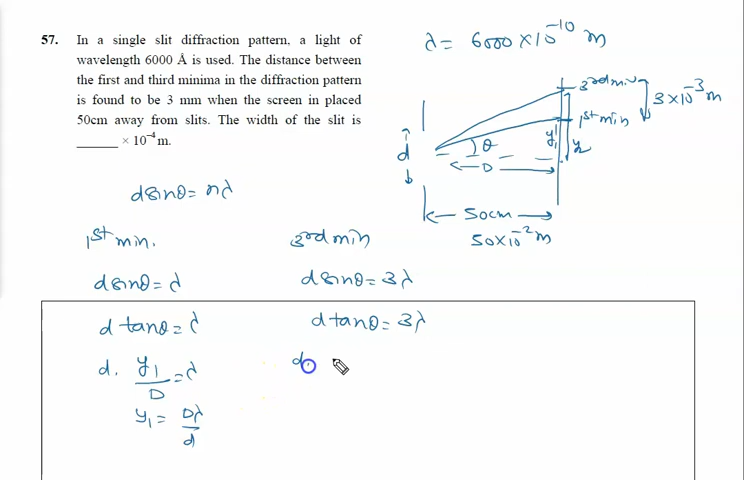 57. In a single slit diffraction pattern, a light of
wavelength 6000 Å is used. The distance between
the first and third minima in the diffraction pattern
is found to be 3 mm when the screen in placed
50cm away from slits. The width of the slit is
______ × 10⁻⁴m.
λ = 6000 × 10⁻¹⁰ m
3rd min
3 × 10⁻³ m
1st min
y₁
y₂
θ
d
D
50cm
50 × 10⁻² m
d sinθ = nλ
1st min.
d sinθ = λ
d tanθ = λ
d. y₁/D = λ
y₁ = Dλ/d
3rd min
d sinθ = 3λ
d tanθ = 3λ
d